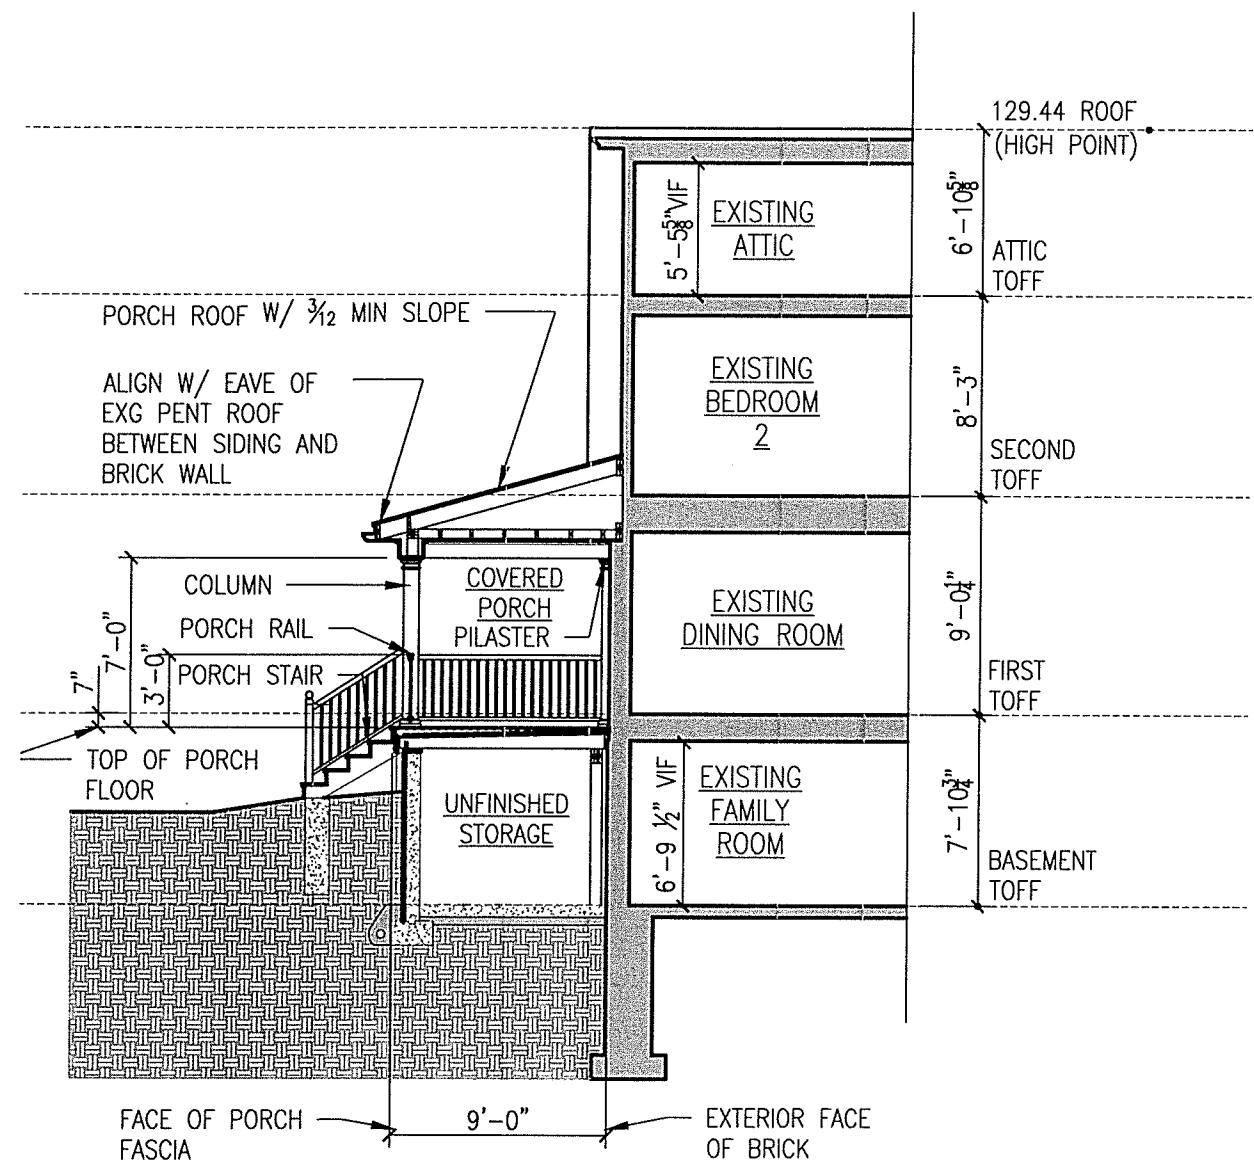 129.44 ROOF
(HIGH POINT)
5'-5⅝" VIF
EXISTING
ATTIC
6'-10⅝"
ATTIC
TOFF
PORCH ROOF W/ 3/12 MIN SLOPE
ALIGN W/ EAVE OF
EXG PENT ROOF
BETWEEN SIDING AND
BRICK WALL
EXISTING
BEDROOM
2
8'-3"
SECOND
TOFF
COLUMN
PORCH RAIL
PORCH STAIR
COVERED
PORCH
PILASTER
EXISTING
DINING ROOM
9'-0¼"
FIRST
TOFF
7"
7'-0"
3'-0"
TOP OF PORCH
FLOOR
UNFINISHED
STORAGE
6'-9 ½" VIF
EXISTING
FAMILY
ROOM
7'-10¾"
BASEMENT
TOFF
FACE OF PORCH
FASCIA
9'-0"
EXTERIOR FACE
OF BRICK